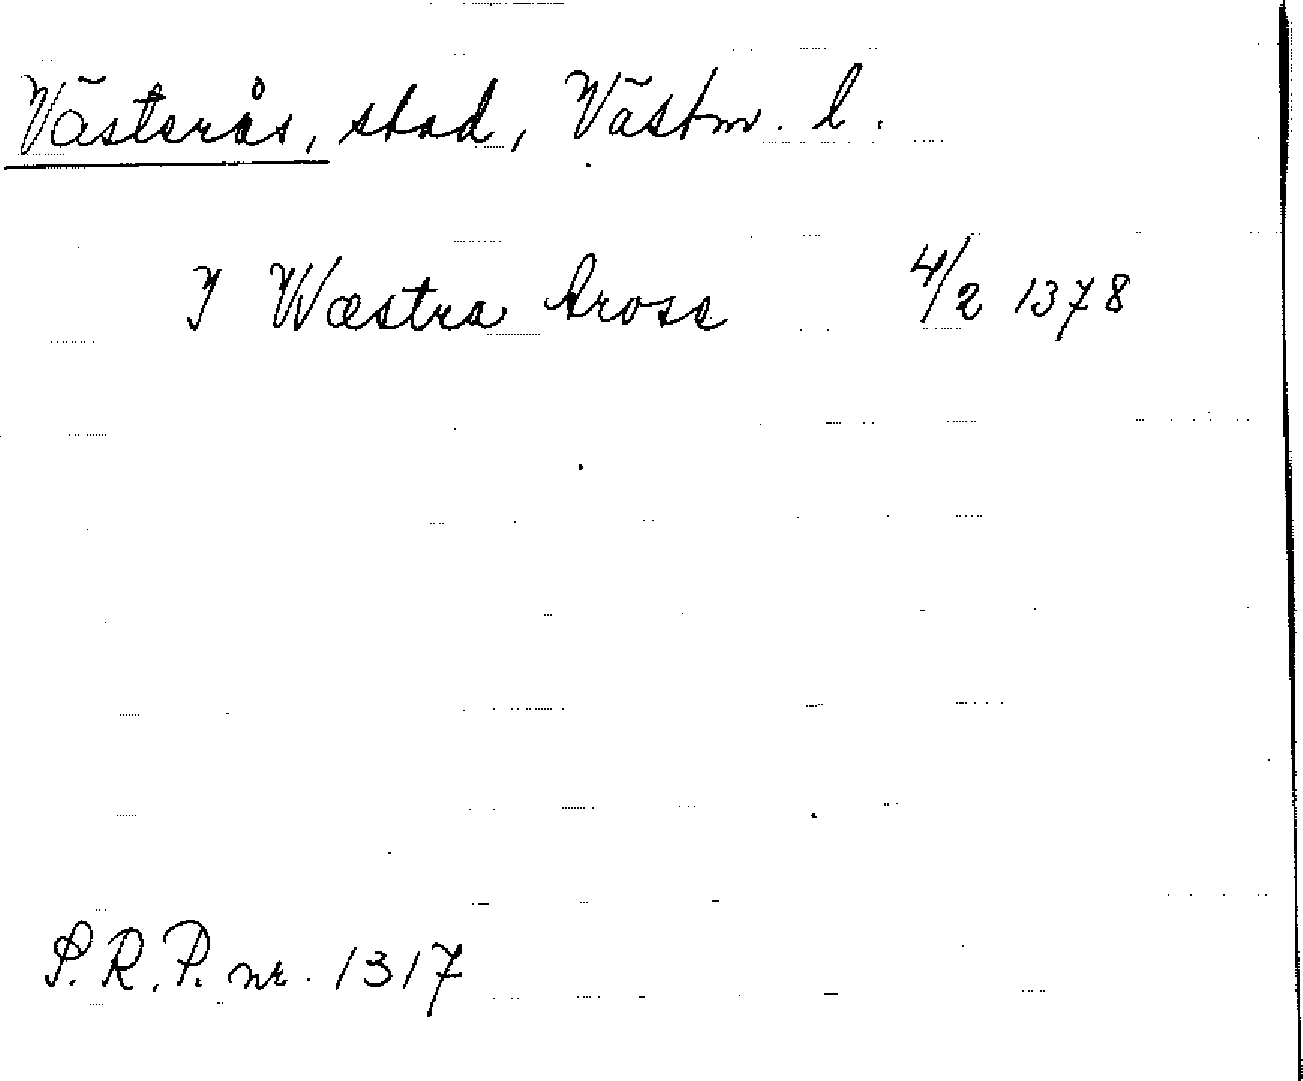 Västerås, stad, Västm. l.
J Wæstra Aross 4/2 1378
S.R.P. nr. 1317